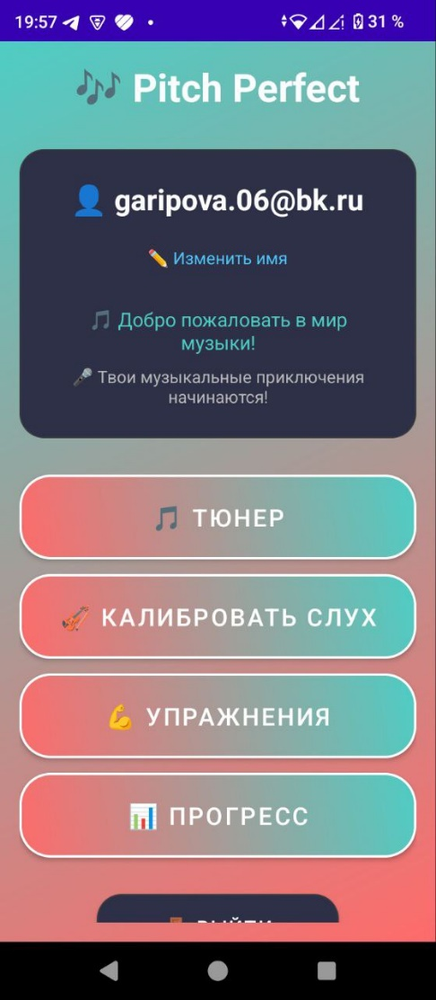 19:57 31 %
Pitch Perfect
garipova.06@bk.ru
Изменить имя
Добро пожаловать в мир
музыки!
Твои музыкальные приключения
начинаются!
ТЮНЕР
КАЛИБРОВАТЬ СЛУХ
УПРАЖНЕНИЯ
ПРОГРЕСС
ВЫЙТИ